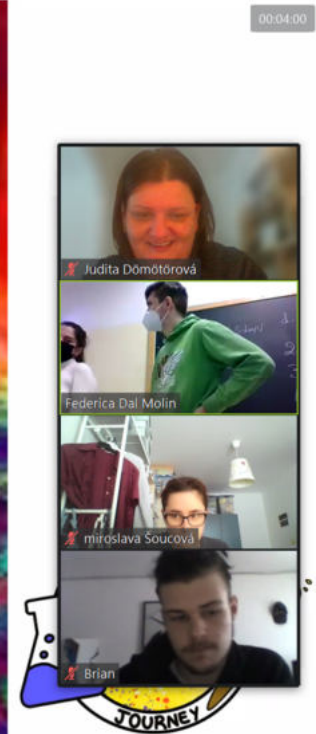 00:04:00
Judita Dömötörová
Federica Dal Molin
miroslava Šoucová
Brian
JOURNEY